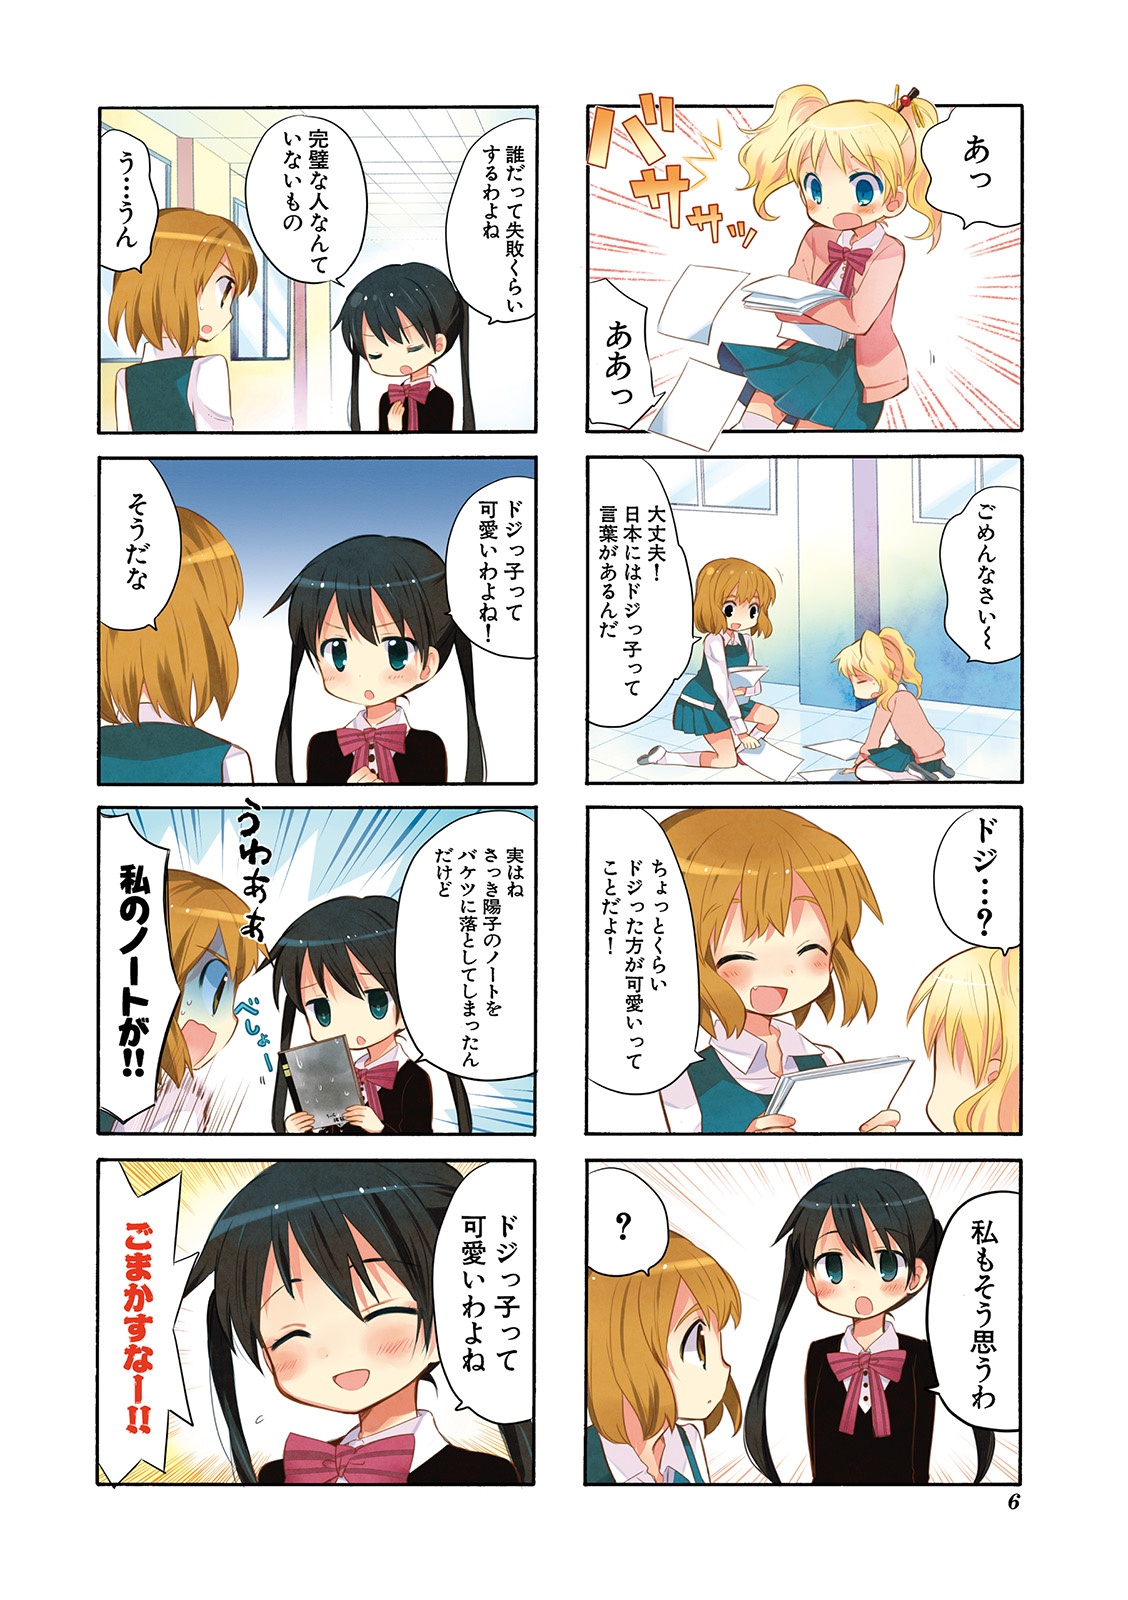 あっ
バササササッ
ああっ
ごめんなさい〜
大丈夫！
日本にはドジっ子って
言葉があるんだ
ドジ…？
ちょっとくらい
ドジった方が可愛いって
ことだよ！
私もそう思うわ
？
誰だって失敗くらい
するわよね
完璧な人なんて
いないもの
う…うん
ドジっ子って
可愛いわよね！
そうだな
実はね
さっき陽子のノートを
バケツに落としてしまったん
だけど
うわぁぁ
べしょー
私のノートが!!
ドジっ子って
可愛いわよね
ごまかすなー!!
6